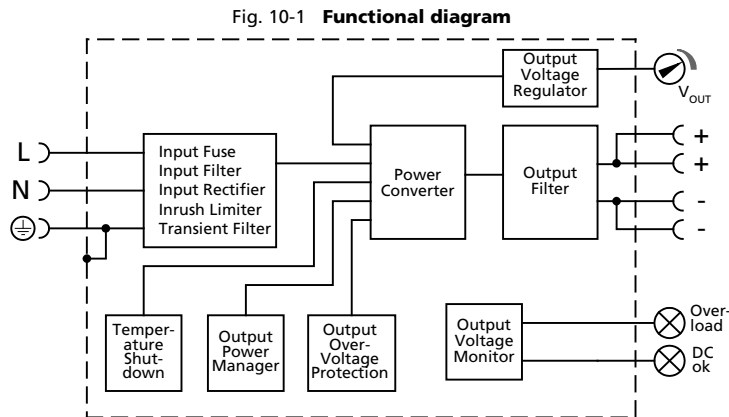 Fig. 10-1 Functional diagram
Output
Voltage
Regulator
V_OUT
L
N
Input Fuse
Input Filter
Input Rectifier
Inrush Limiter
Transient Filter
Power
Converter
Output
Filter
+
+
-
-
Temper-
ature
Shut-
down
Output
Power
Manager
Output
Over-
Voltage
Protection
Output
Voltage
Monitor
Over-
load
DC
ok